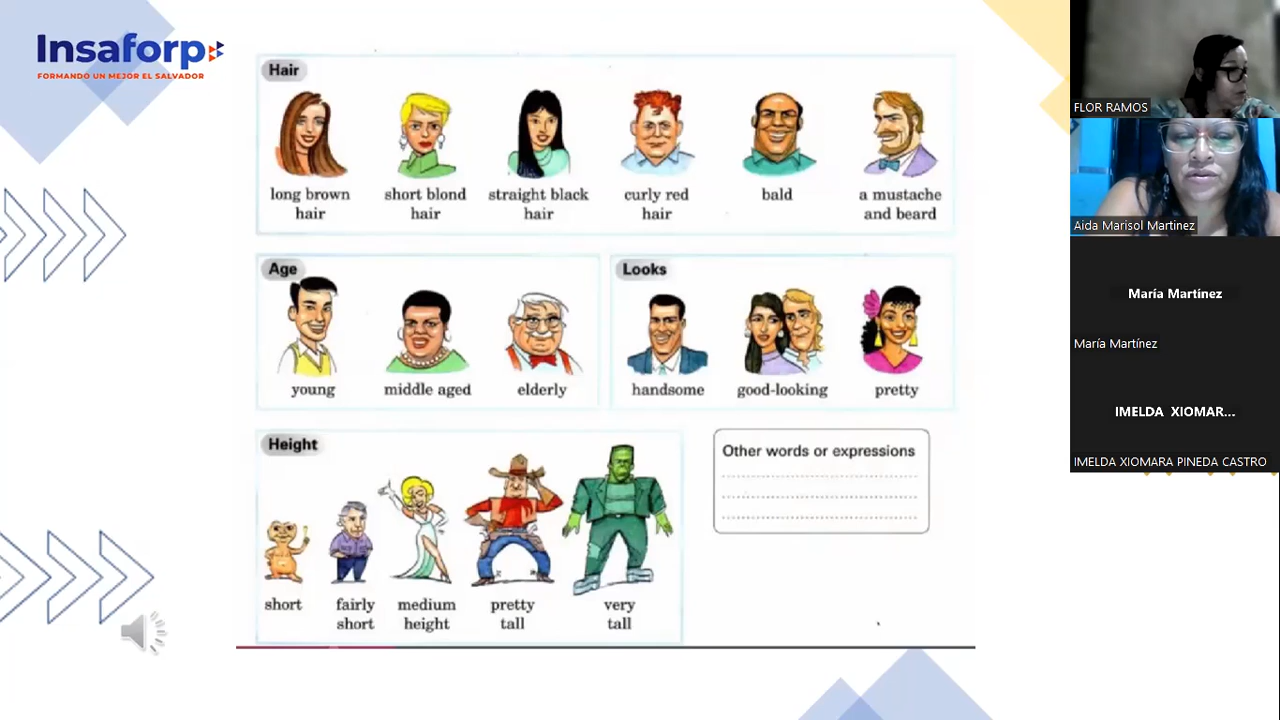 Insaforp
FORMANDO UN MEJOR EL SALVADOR
Hair
long brown
hair
short blond
hair
straight black
hair
curly red
hair
bald
a mustache
and beard
Age
young
middle aged
elderly
Looks
handsome
good-looking
pretty
Height
short
fairly
short
medium
height
pretty
tall
very
tall
Other words or expressions
FLOR RAMOS
Aida Marisol Martinez
María Martínez
María Martínez
IMELDA XIOMAR...
IMELDA XIOMARA PINEDA CASTRO